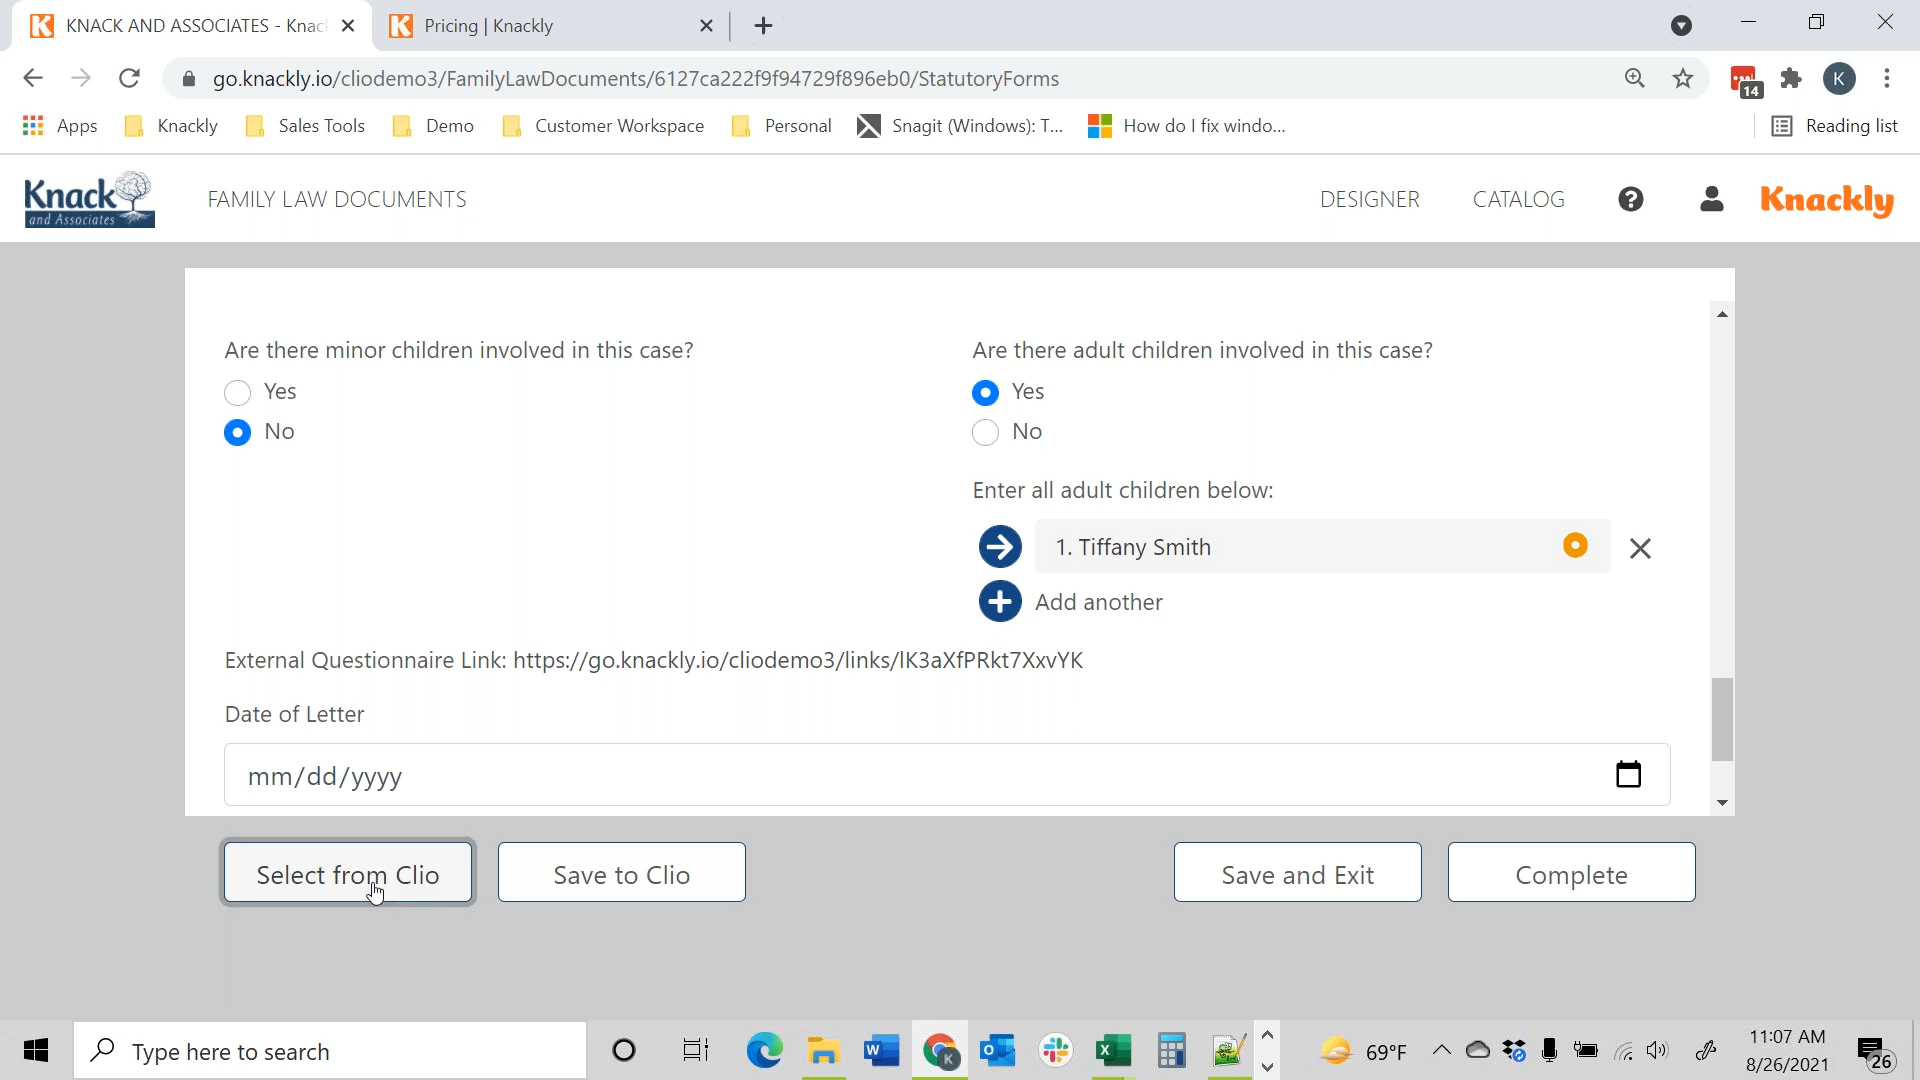 KNACK AND ASSOCIATES - Knac
Pricing | Knackly
go.knackly.io/cliodemo3/FamilyLawDocuments/6127ca222f9f94729f896eb0/StatutoryForms
14
K
Apps
Knackly
Sales Tools
Demo
Customer Workspace
Personal
Snagit (Windows): T...
How do I fix windo...
Reading list
Knack
and Associates
FAMILY LAW DOCUMENTS
DESIGNER
CATALOG
Knackly
Are there minor children involved in this case?
Yes
No
Are there adult children involved in this case?
Yes
No
Enter all adult children below:
1. Tiffany Smith
Add another
External Questionnaire Link: https://go.knackly.io/cliodemo3/links/lK3aXfPRkt7XxvYK
Date of Letter
mm/dd/yyyy
Select from Clio
Save to Clio
Save and Exit
Complete
Type here to search
69°F
11:07 AM
8/26/2021
26